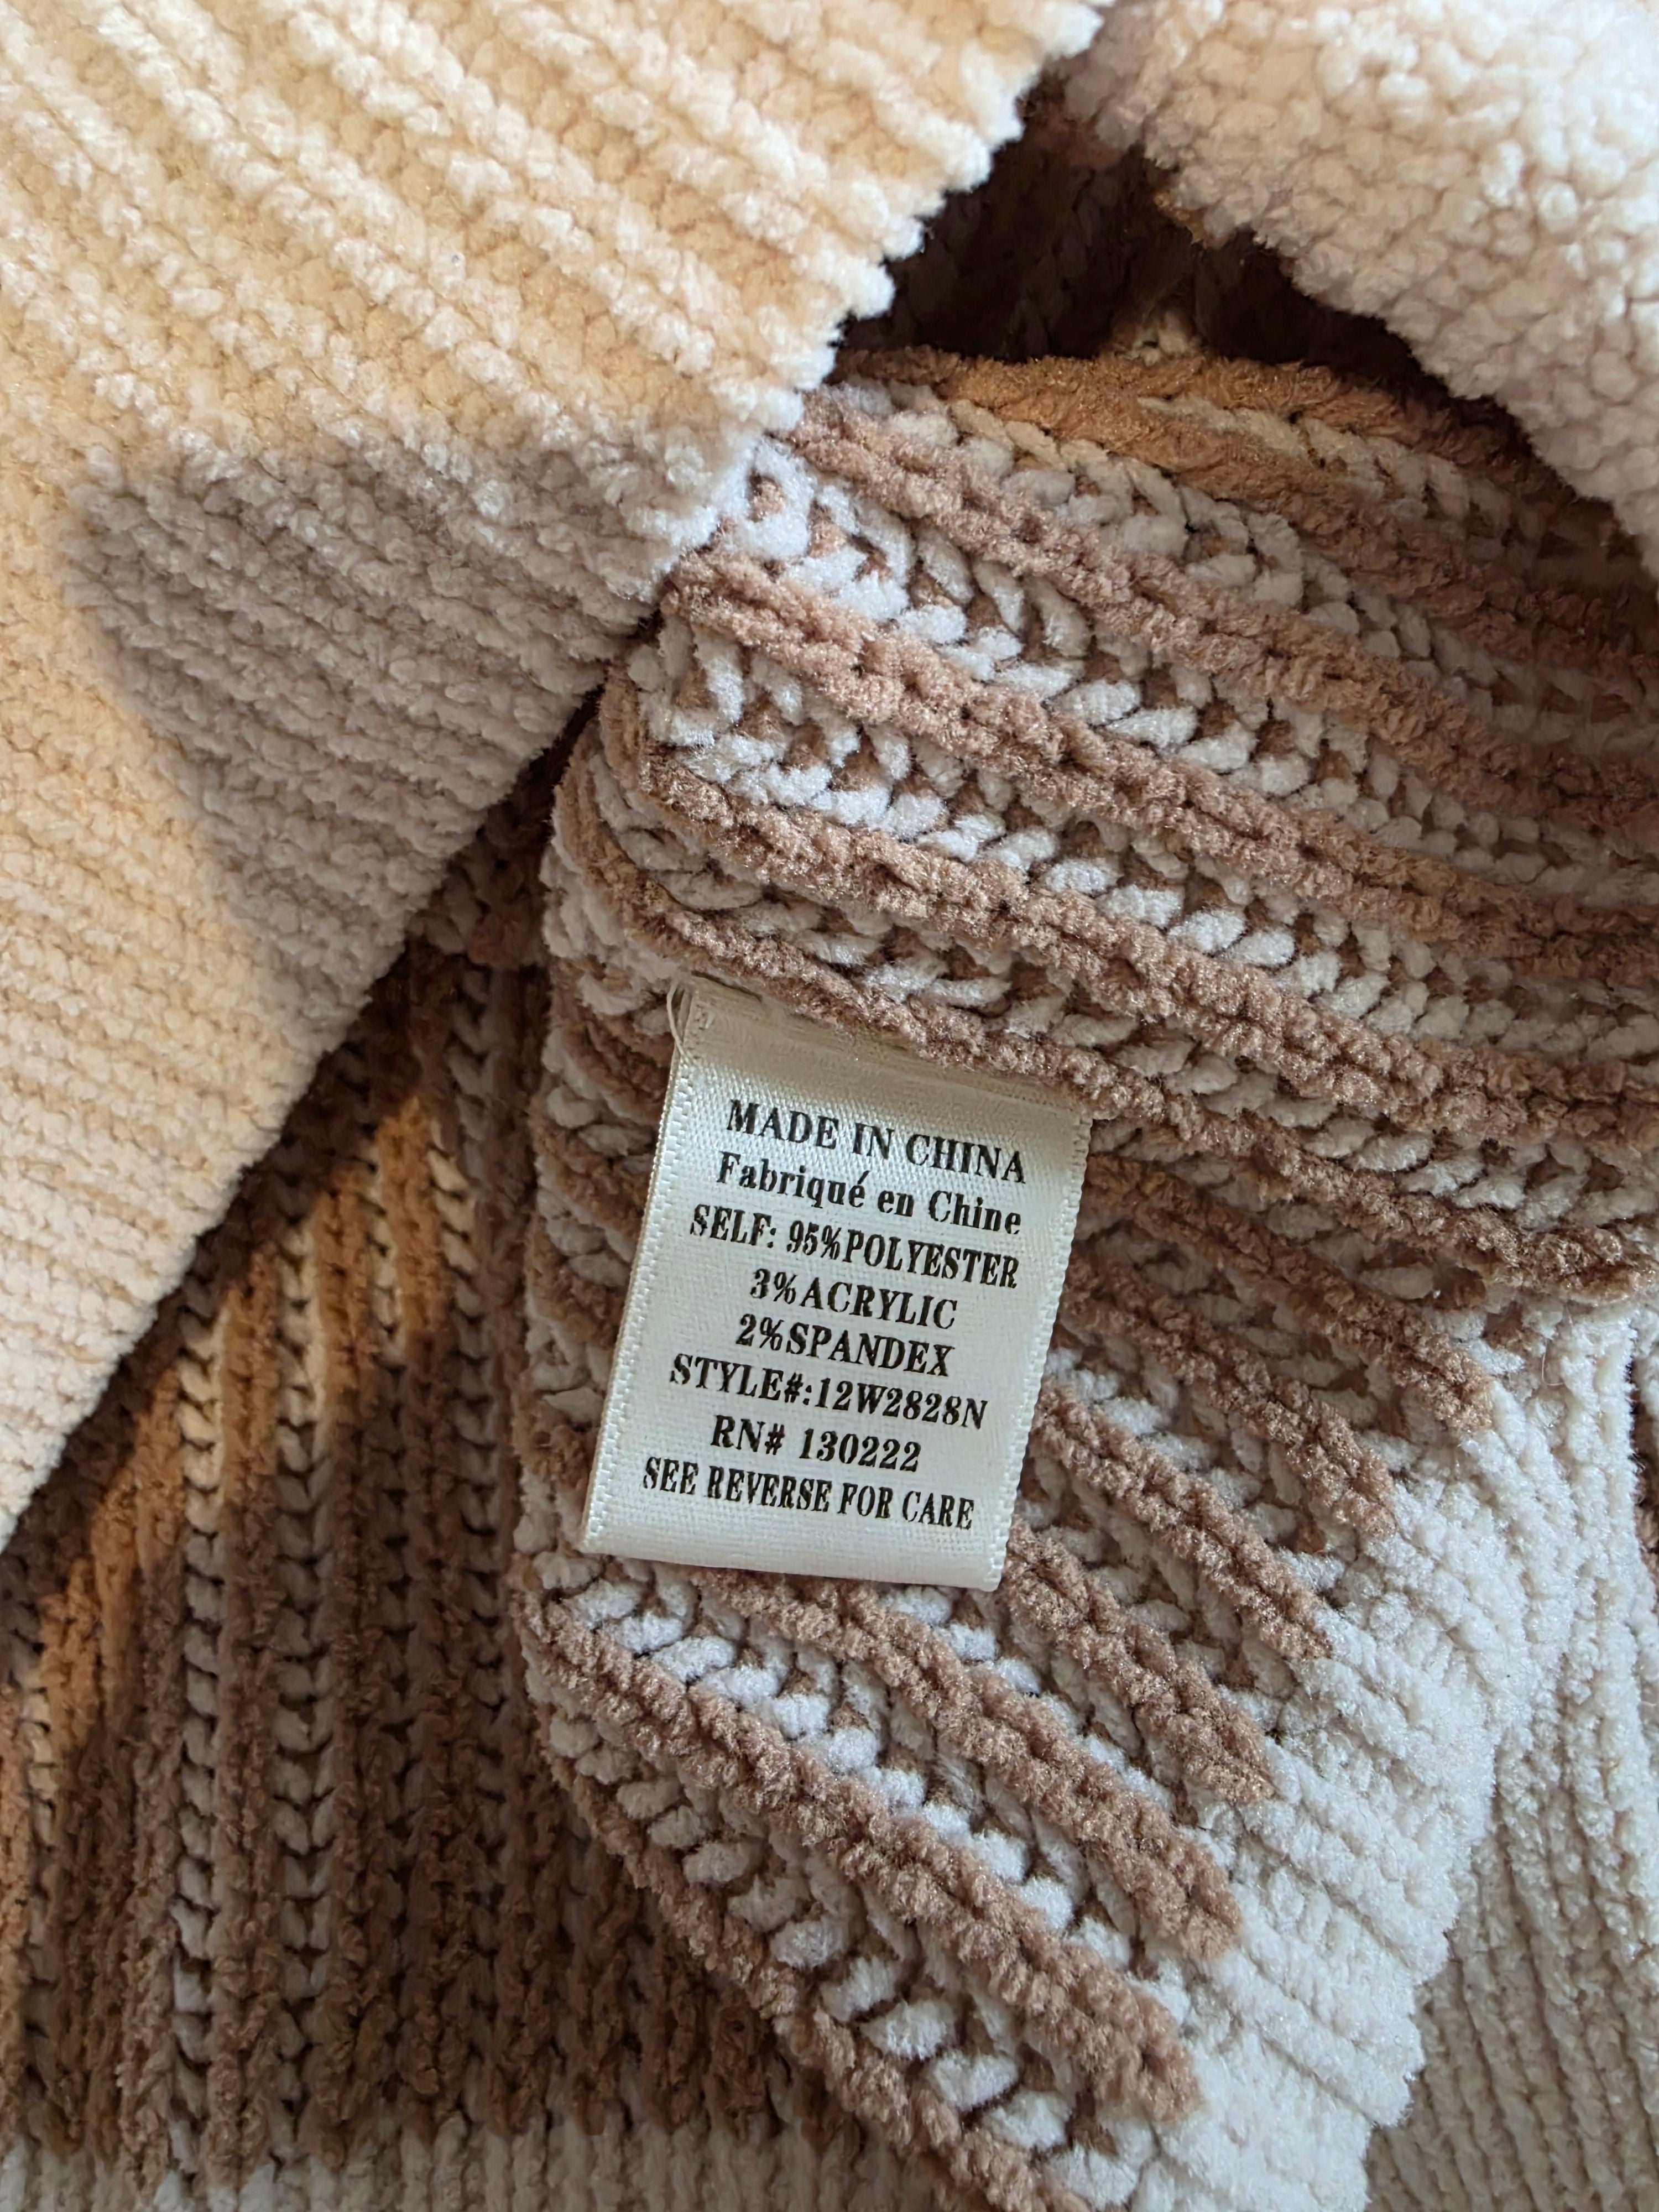 MADE IN CHINA
Fabriqué en Chine
SELF: 95%POLYESTER
3%ACRYLIC
2%SPANDEX
STYLE#:12W2828N
RN# 130222
SEE REVERSE FOR CARE